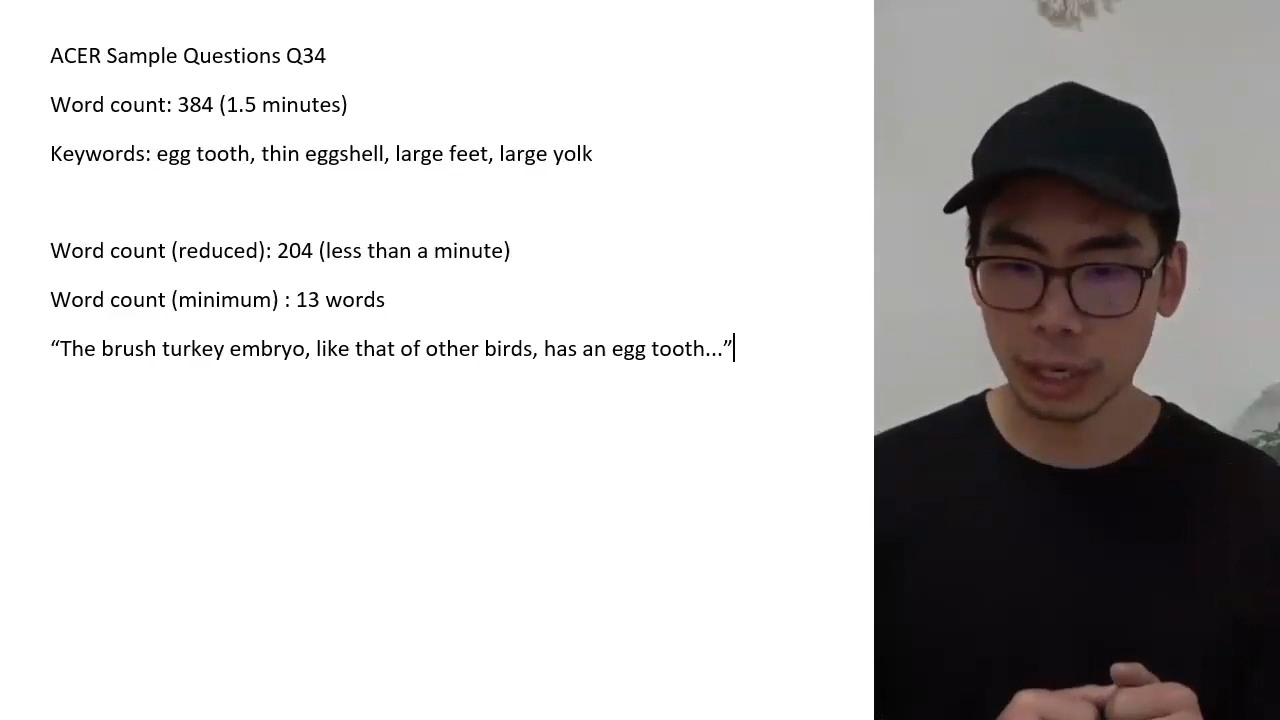 ACER Sample Questions Q34
Word count: 384 (1.5 minutes)
Keywords: egg tooth, thin eggshell, large feet, large yolk
Word count (reduced): 204 (less than a minute)
Word count (minimum) : 13 words
“The brush turkey embryo, like that of other birds, has an egg tooth...”